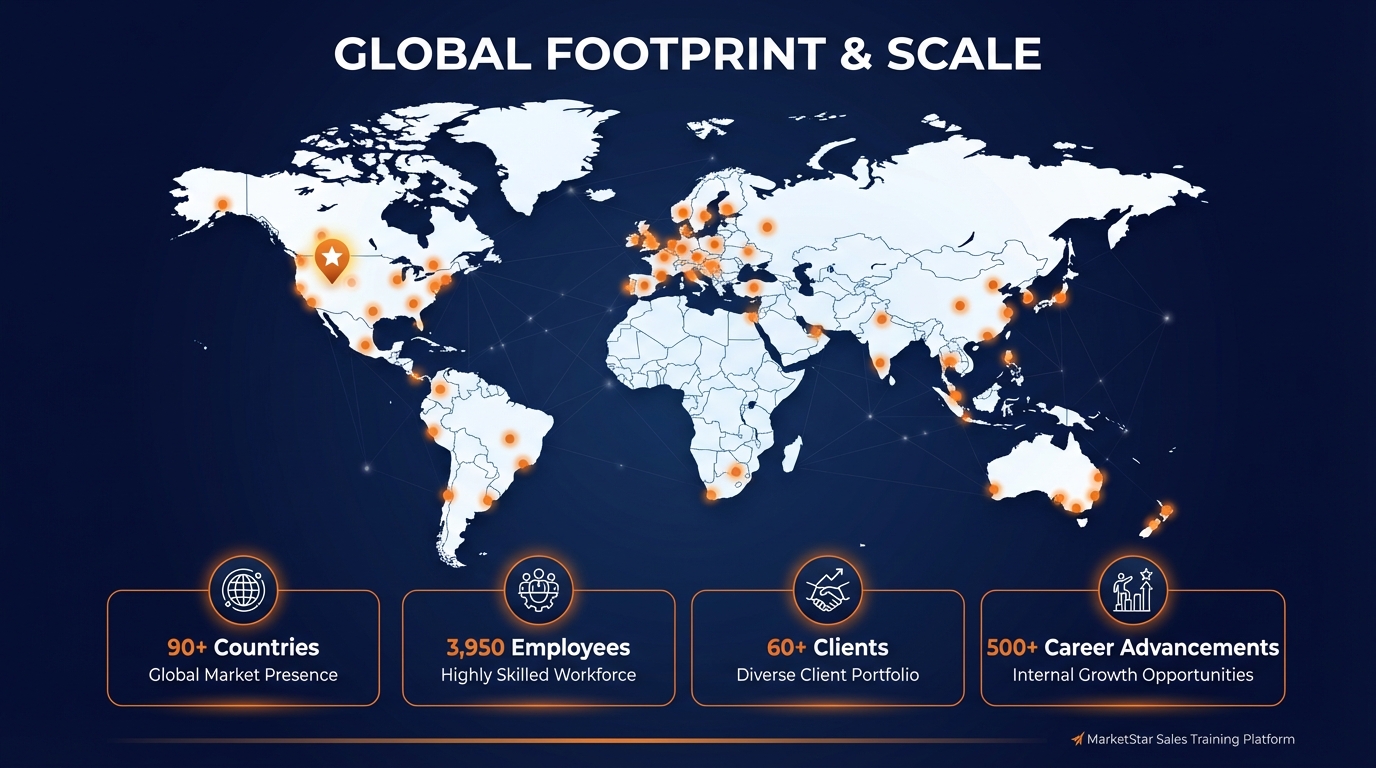 GLOBAL FOOTPRINT & SCALE
90+ Countries
Global Market Presence
3,950 Employees
Highly Skilled Workforce
60+ Clients
Diverse Client Portfolio
500+ Career Advancements
Internal Growth Opportunities
MarketStar Sales Training Platform